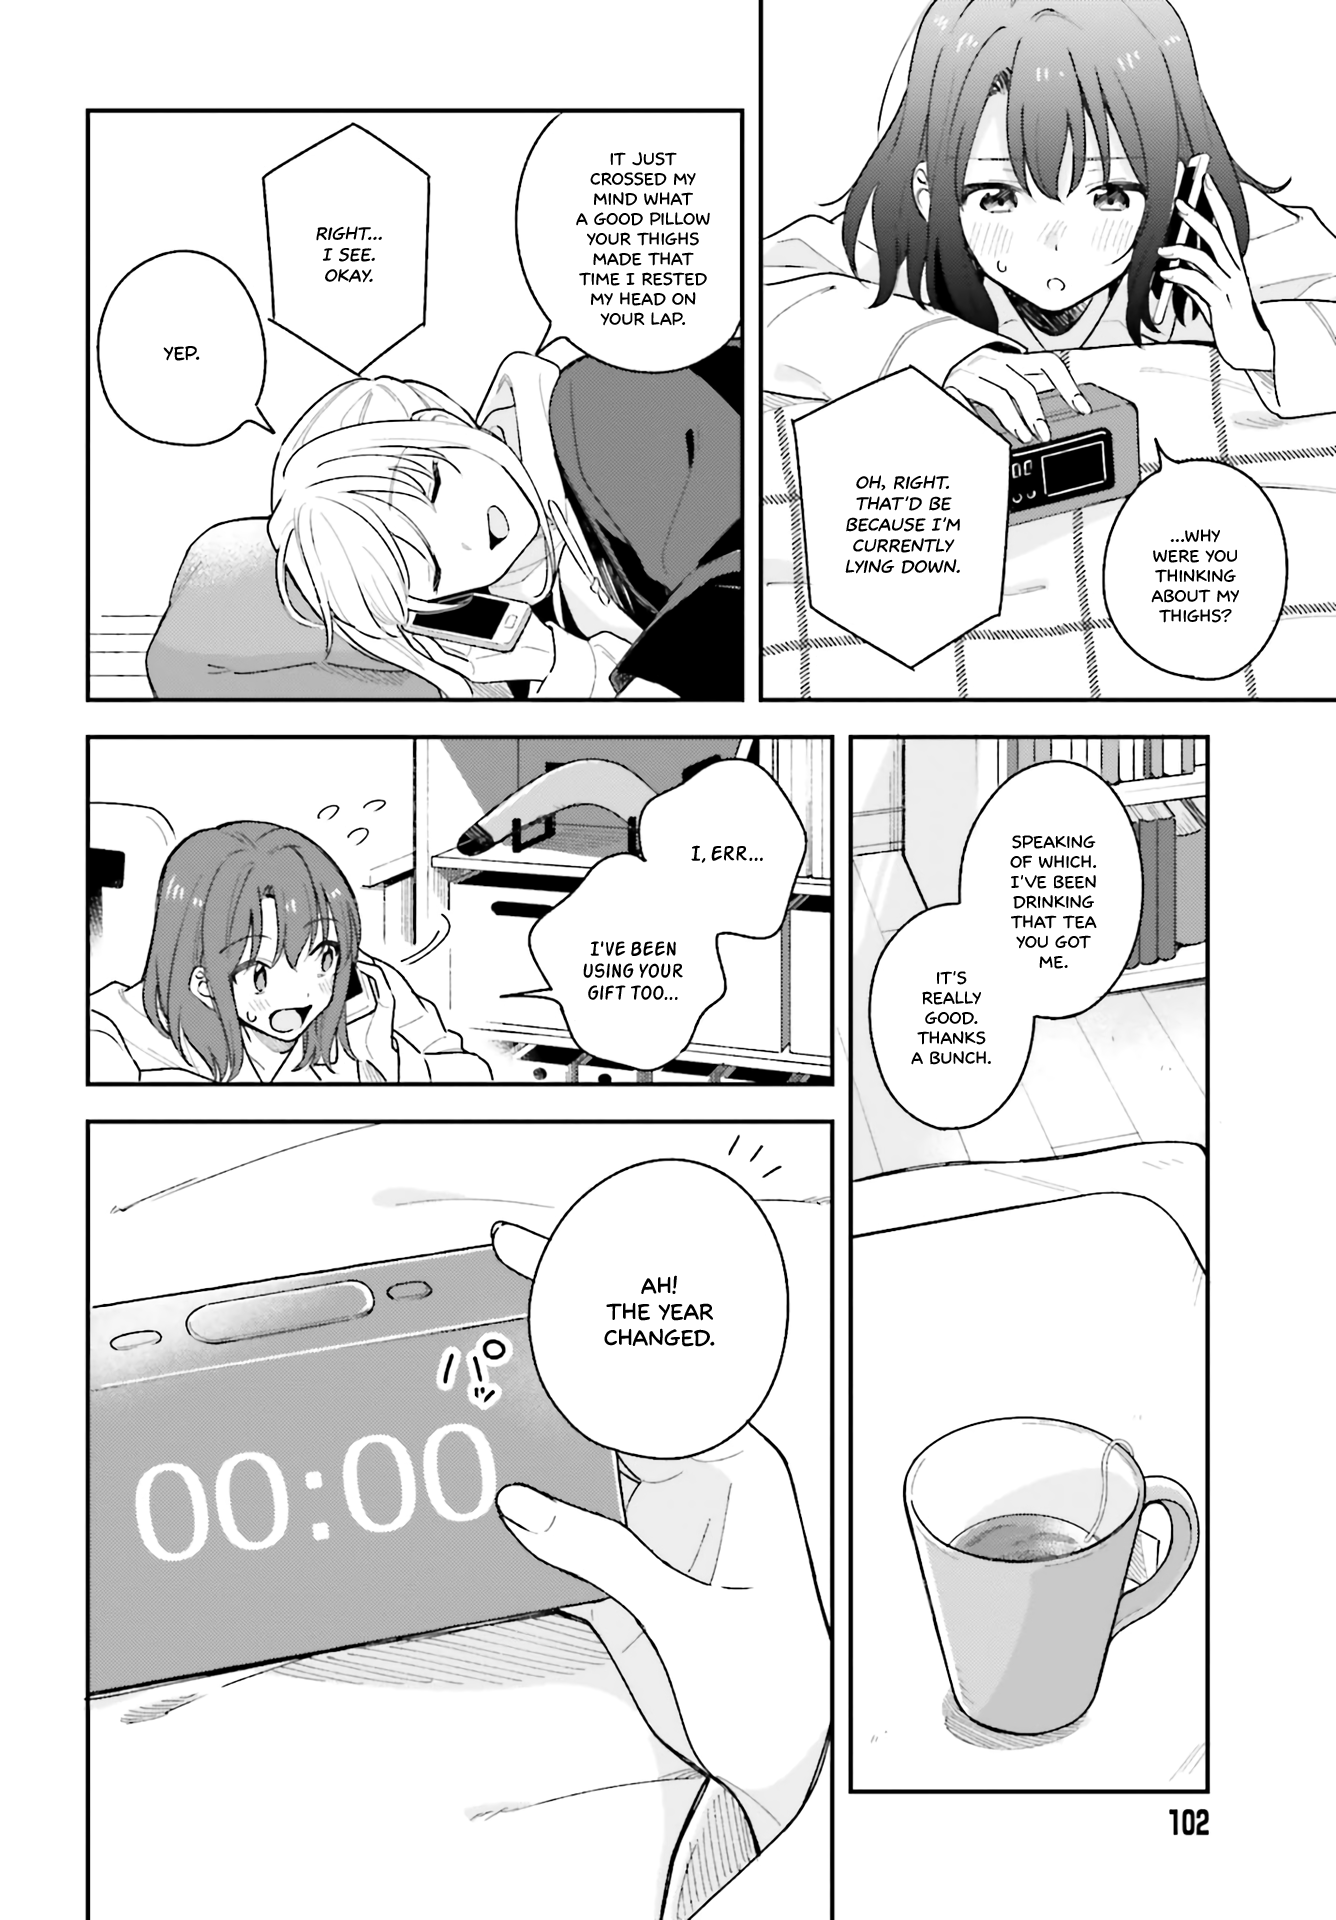 ...WHY
WERE YOU
THINKING
ABOUT MY
THIGHS?
OH, RIGHT.
THAT'D BE
BECAUSE I'M
CURRENTLY
LYING DOWN.
IT JUST
CROSSED MY
MIND WHAT
A GOOD PILLOW
YOUR THIGHS
MADE THAT
TIME I RESTED
MY HEAD ON
YOUR LAP.
RIGHT...
I SEE.
OKAY.
YEP.
SPEAKING
OF WHICH.
I'VE BEEN
DRINKING
THAT TEA
YOU GOT
ME.
IT'S
REALLY
GOOD.
THANKS
A BUNCH.
I, ERR...
I'VE BEEN
USING YOUR
GIFT TOO...
AH!
THE YEAR
CHANGED.
00:00
102